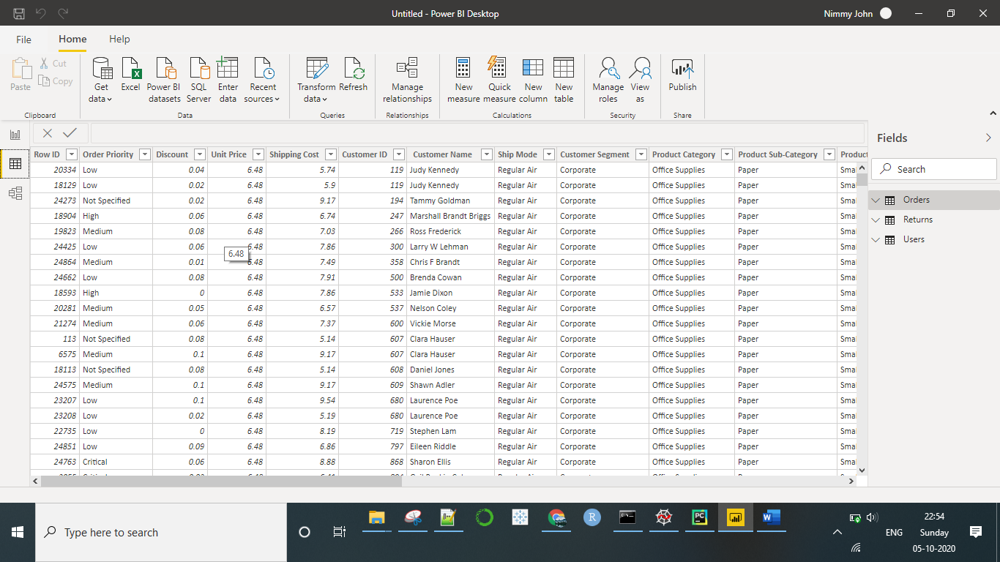 Untitled - Power BI Desktop
Nimmy John
File Home Help
Paste
Cut
Copy
Clipboard
Get data
Excel
Power BI datasets
SQL Server
Enter data
Recent sources
Data
Transform data
Refresh
Queries
Manage relationships
Relationships
New measure
Quick measure
New column
New table
Calculations
Manage roles
View as
Security
Publish
Share
Row ID Order Priority Discount Unit Price Shipping Cost Customer ID Customer Name Ship Mode Customer Segment Product Category Product Sub-Category Product
20334 Low 0.04 6.48 5.74 119 Judy Kennedy Regular Air Corporate Office Supplies Paper Smal
18129 Low 0.02 6.48 5.9 119 Judy Kennedy Regular Air Corporate Office Supplies Paper Smal
24273 Not Specified 0.02 6.48 9.17 194 Tammy Goldman Regular Air Corporate Office Supplies Paper Smal
18904 High 0.06 6.48 6.74 247 Marshall Brandt Briggs Regular Air Corporate Office Supplies Paper Smal
19823 Medium 0.08 6.48 7.03 266 Ross Frederick Regular Air Corporate Office Supplies Paper Smal
24425 Low 0.06 6.48 7.86 300 Larry W Lehman Regular Air Corporate Office Supplies Paper Smal
6.48
24864 Medium 0.01 6.48 7.49 358 Chris F Brandt Regular Air Corporate Office Supplies Paper Smal
24662 Low 0.08 6.48 7.91 500 Brenda Cowan Regular Air Corporate Office Supplies Paper Smal
18593 High 0 6.48 7.86 533 Jamie Dixon Regular Air Corporate Office Supplies Paper Smal
20281 Medium 0.05 6.48 6.57 537 Nelson Coley Regular Air Corporate Office Supplies Paper Smal
21274 Medium 0.06 6.48 7.37 600 Vickie Morse Regular Air Corporate Office Supplies Paper Smal
113 Not Specified 0.08 6.48 5.14 607 Clara Hauser Regular Air Corporate Office Supplies Paper Smal
6575 Medium 0.1 6.48 9.17 607 Clara Hauser Regular Air Corporate Office Supplies Paper Smal
18113 Not Specified 0.08 6.48 5.14 608 Daniel Jones Regular Air Corporate Office Supplies Paper Smal
24575 Medium 0.1 6.48 9.17 609 Shawn Adler Regular Air Corporate Office Supplies Paper Smal
23207 Low 0.1 6.48 9.54 680 Laurence Poe Regular Air Corporate Office Supplies Paper Smal
23208 Low 0.02 6.48 5.19 680 Laurence Poe Regular Air Corporate Office Supplies Paper Smal
22735 Low 0 6.48 8.19 719 Stephen Lam Regular Air Corporate Office Supplies Paper Smal
24851 Low 0.09 6.48 6.86 797 Eileen Riddle Regular Air Corporate Office Supplies Paper Smal
24763 Critical 0.06 6.48 8.88 868 Sharon Ellis Regular Air Corporate Office Supplies Paper Smal
Fields
Search
Orders
Returns
Users
Type here to search
ENG
22:54
Sunday
05-10-2020